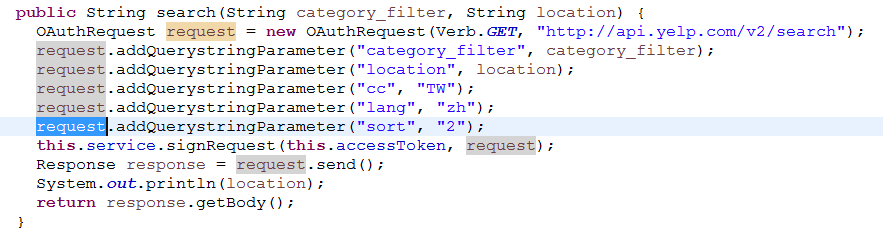 public String search(String category_filter, String location) {
OAuthRequest request = new OAuthRequest(Verb.GET, "http://api.yelp.com/v2/search");
request.addQuerystringParameter("category_filter", category_filter);
request.addQuerystringParameter("location", location);
request.addQuerystringParameter("cc", "TW");
request.addQuerystringParameter("lang", "zh");
request.addQuerystringParameter("sort", "2");
this.service.signRequest(this.accessToken, request);
Response response = request.send();
System.out.println(location);
return response.getBody();
}